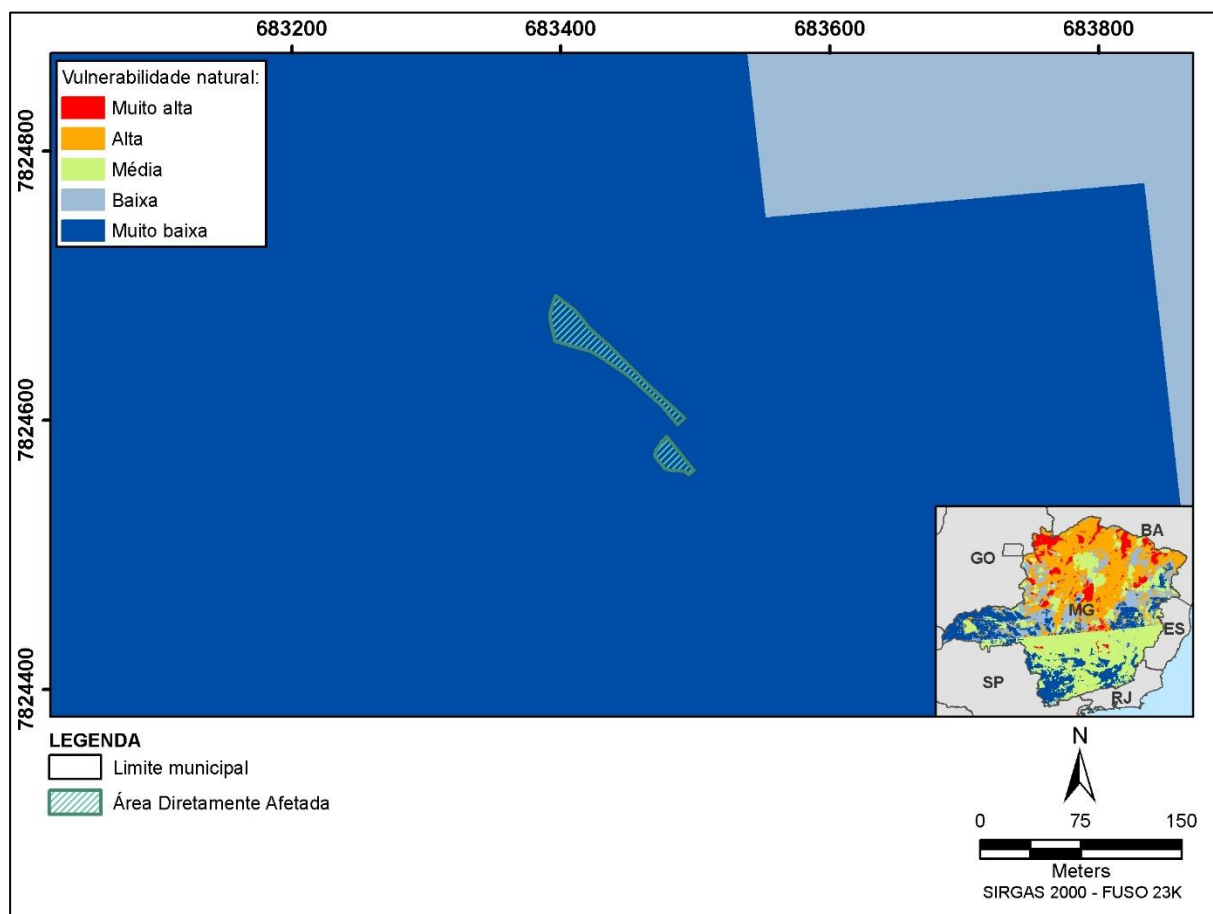 683200
683400
683600
683800
7824800
7824600
7824400
Vulnerabilidade natural:
Muito alta
Alta
Média
Baixa
Muito baixa
BA
GO
MG
ES
SP
RJ
LEGENDA
Limite municipal
Área Diretamente Afetada
N
0 75 150
Meters
SIRGAS 2000 - FUSO 23K